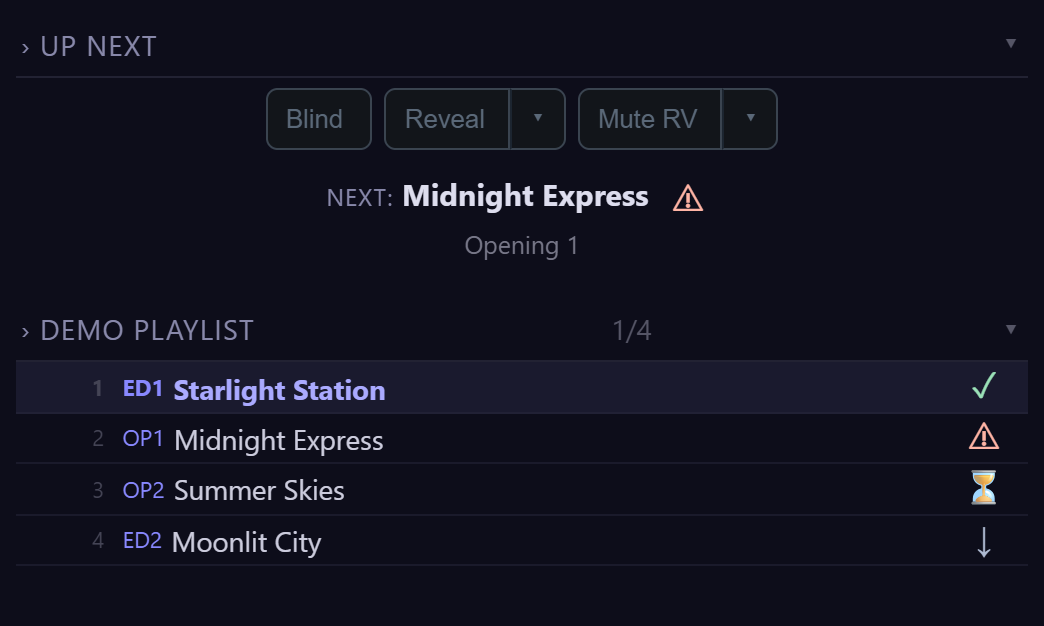 › UP NEXT ▼
Blind Reveal ▼ Mute RV ▼
NEXT: Midnight Express ⚠
Opening 1
› DEMO PLAYLIST 1/4 ▼
1 ED1 Starlight Station ✓
2 OP1 Midnight Express ⚠
3 OP2 Summer Skies ⏳
4 ED2 Moonlit City ↓